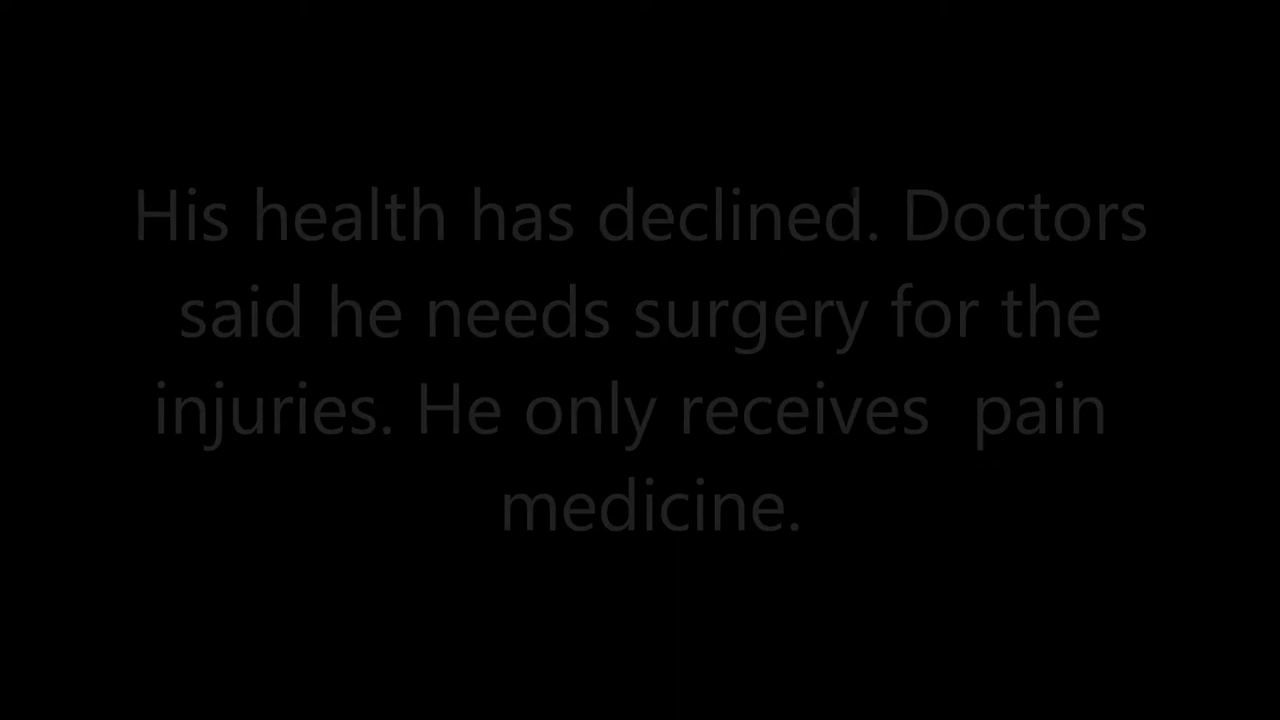 His health has declined. Doctors
said he needs surgery for the
injuries. He only receives  pain
medicine.